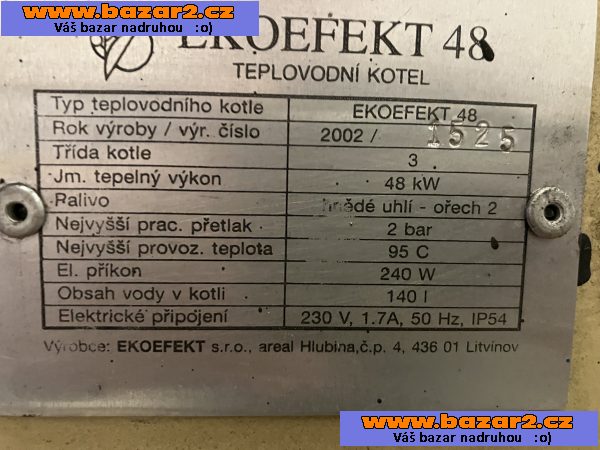 www.bazar2.cz
Váš bazar nadruhou :o)
EKOEFEKT 48
TEPLOVODNÍ KOTEL
Typ teplovodního kotle EKOEFEKT 48
Rok výroby / výr. číslo 2002 / 1525
Třída kotle 3
Jm. tepelný výkon 48 kW
Palivo hnědé uhlí - ořech 2
Nejvyšší prac. přetlak 2 bar
Nejvyšší provoz. teplota 95 C
El. příkon 240 W
Obsah vody v kotli 140 l
Elektrické připojení 230 V, 1.7A, 50 Hz, IP54
Výrobce: EKOEFEKT s.r.o., areal Hlubina,č.p. 4, 436 01 Litvínov
www.bazar2.cz
Váš bazar nadruhou :o)